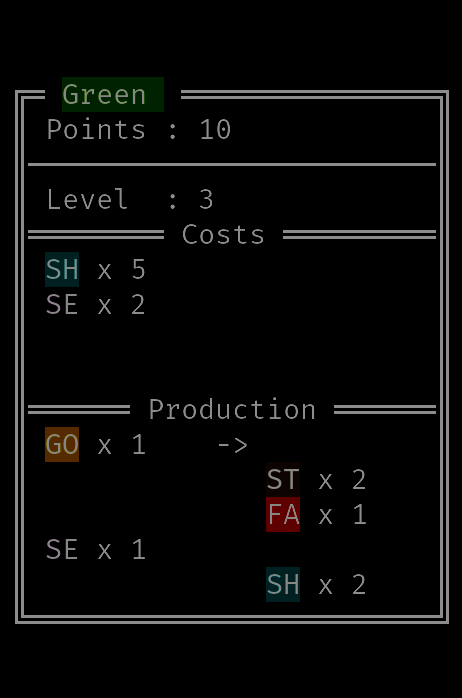 Green
Points : 10
Level  : 3
Costs
SH x 5
SE x 2
Production
GO x 1    ->
ST x 2
FA x 1
SE x 1
SH x 2